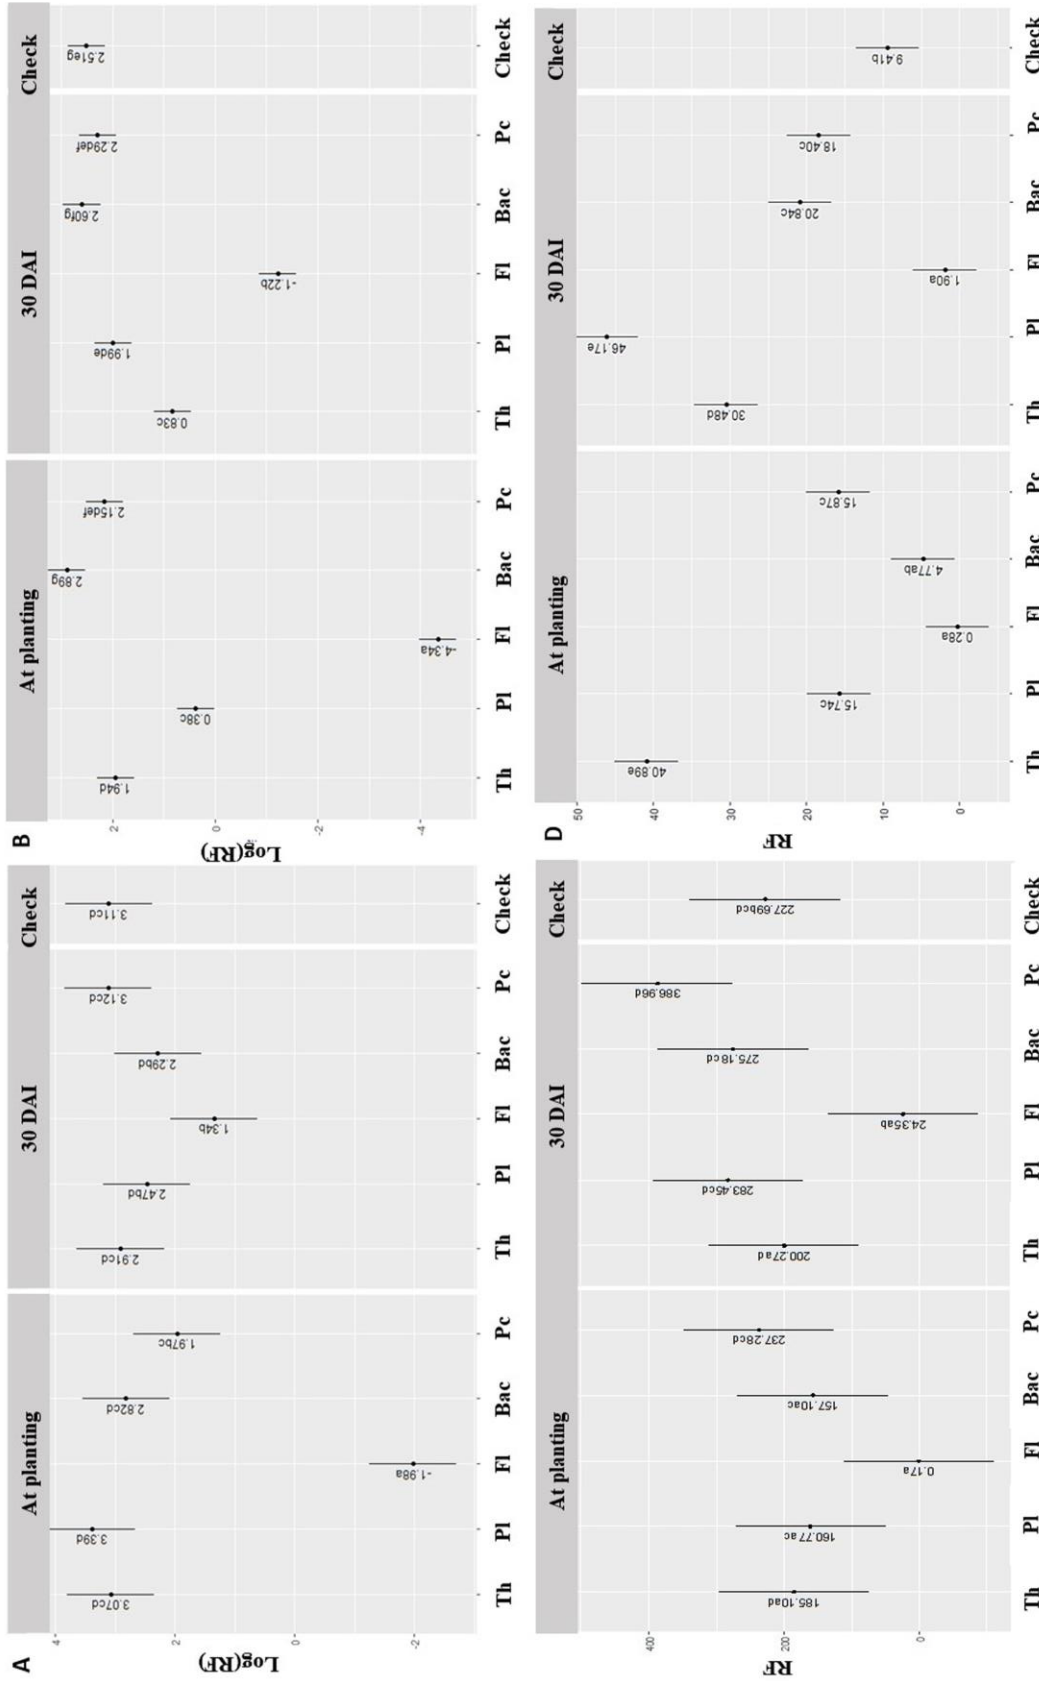 A
At planting
30 DAI
Check
Log(RF)
4
2
0
-2
3.07cd
3.39d
-1.98a
2.82cd
1.97bc
2.91cd
2.47bd
1.34b
2.29bd
3.12cd
3.11cd
Th Pl Fl Bac Pc Th Pl Fl Bac Pc Check
B
At planting
30 DAI
Check
Log(RF)
2
0
-2
-4
1.94d
0.38c
-4.34a
2.89g
2.15def
0.83c
1.99de
-1.22b
2.60fg
2.29def
2.51eg
Th Pl Fl Bac Pc Th Pl Fl Bac Pc Check
At planting
30 DAI
Check
RF
400
200
0
185.10ad
160.77ac
0.17a
157.10ac
237.28cd
200.27ad
283.45cd
24.35ab
275.18cd
386.96d
227.69bcd
Th Pl Fl Bac Pc Th Pl Fl Bac Pc Check
D
At planting
30 DAI
Check
RF
50
40
30
20
10
0
40.89e
15.74c
0.28a
4.77ab
15.87c
30.48d
46.17e
1.90a
20.84c
18.40c
9.41b
Th Pl Fl Bac Pc Th Pl Fl Bac Pc Check